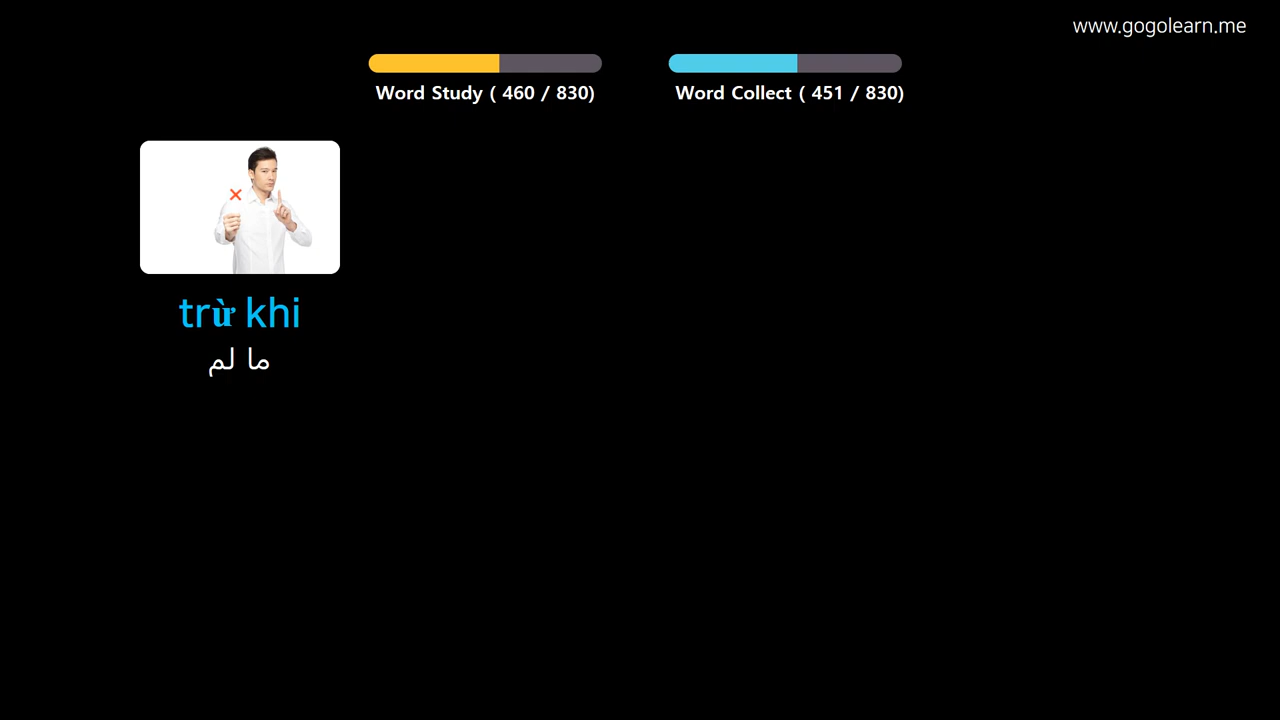 www.gogolearn.me
Word Study ( 460 / 830)
Word Collect ( 451 / 830)
trừ khi
ما لم